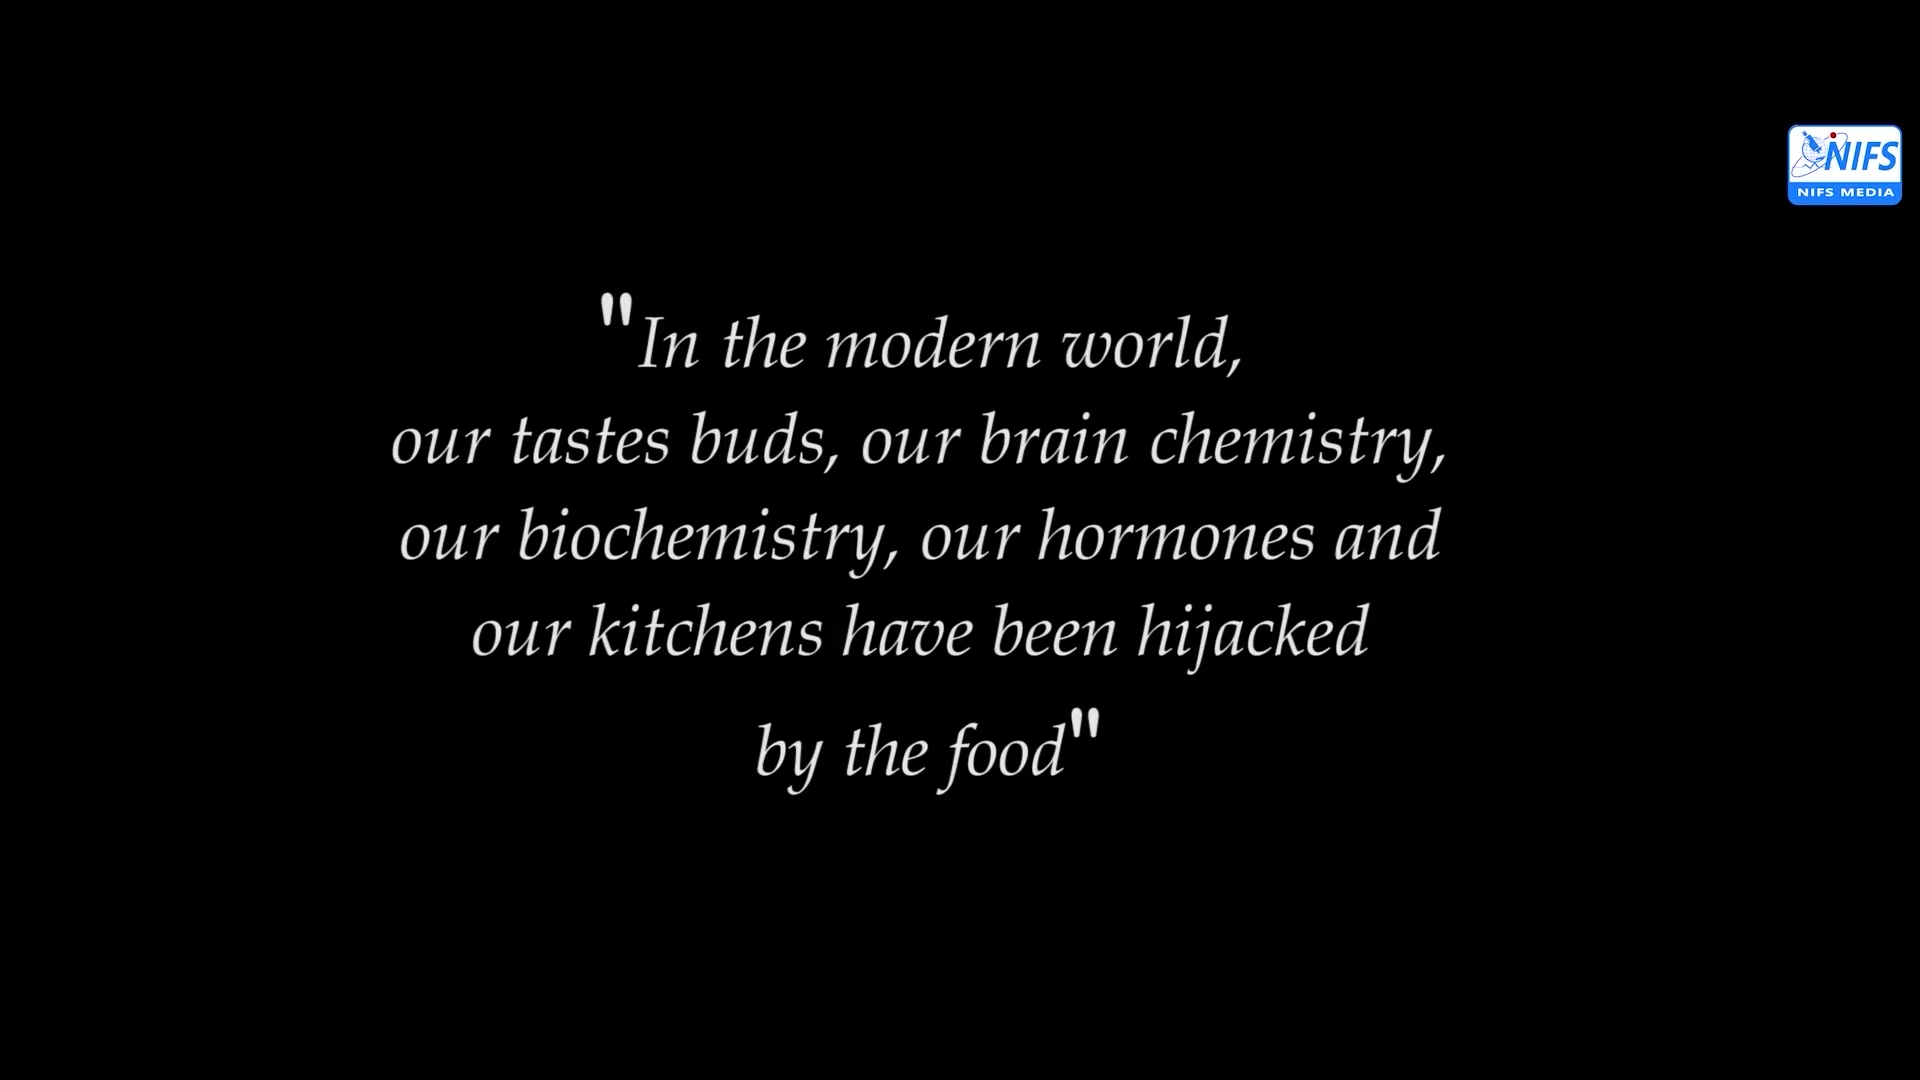 NIFS
NIFS MEDIA
"In the modern world,
our tastes buds, our brain chemistry,
our biochemistry, our hormones and
our kitchens have been hijacked
by the food"